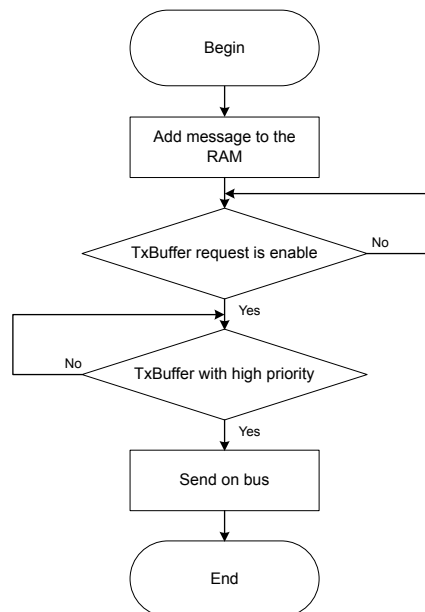 Begin
Add message to the
RAM
TxBuffer request is enable
No
Yes
No
TxBuffer with high priority
Yes
Send on bus
End